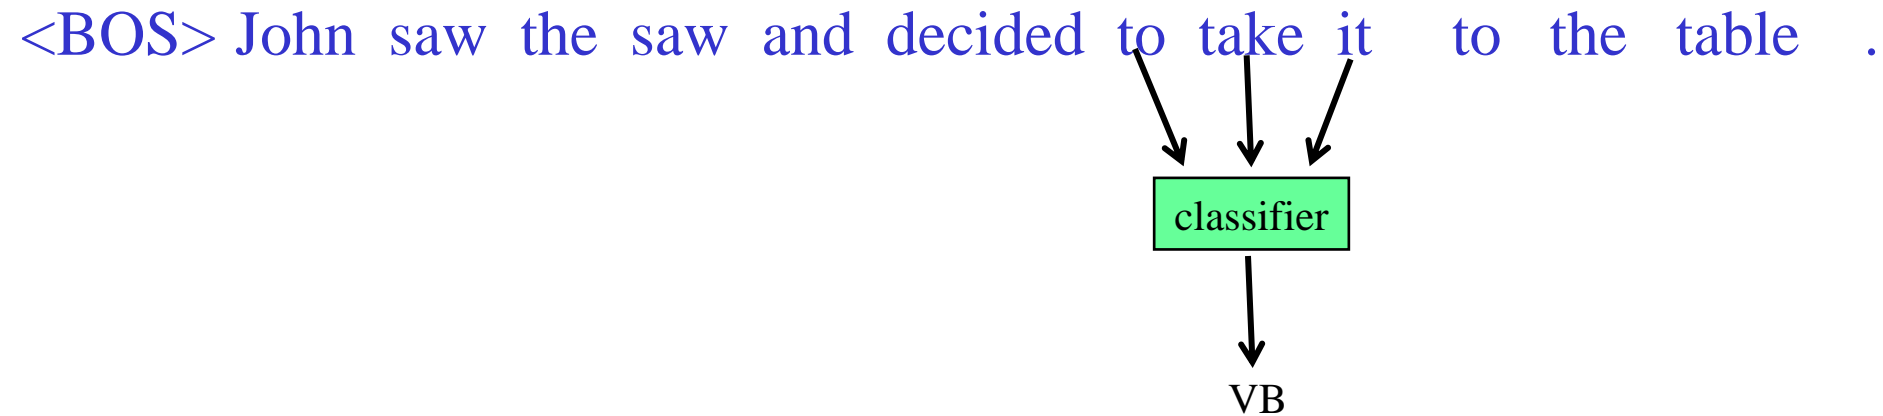 <BOS> John saw the saw and decided to take it to the table .
classifier
VB